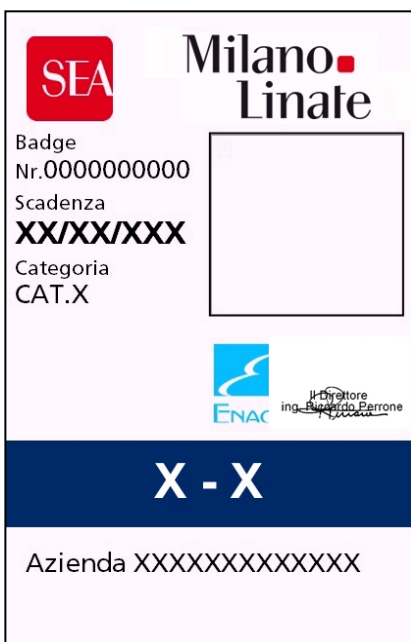 SEA
Milano
Linate
Badge
Nr.0000000000
Scadenza
XX/XX/XXX
Categoria
CAT.X
ENAC
Il Direttore
ing. Riccardo Perrone
X - X
Azienda XXXXXXXXXXXXX